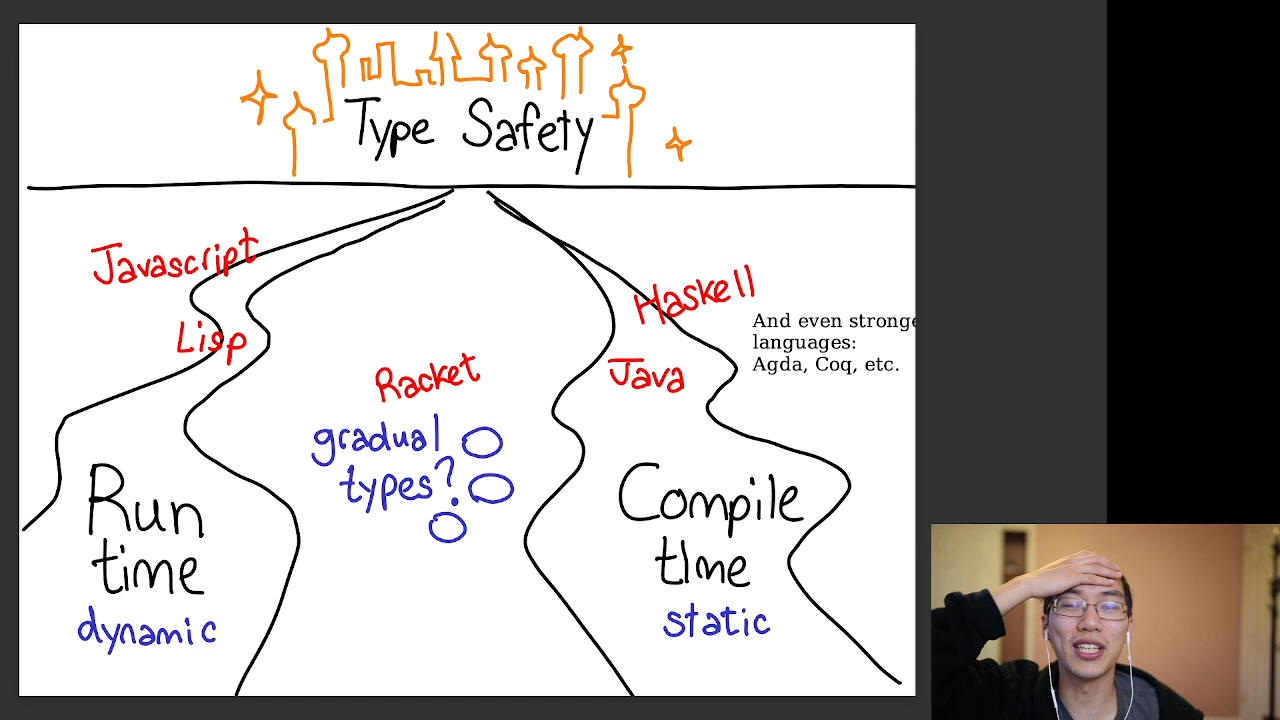 Type Safety
Javascript
Lisp
Haskell
And even stronge
languages:
Agda, Coq, etc.
Java
Racket
gradual
types?
Run
time
dynamic
Compile
tIme
static